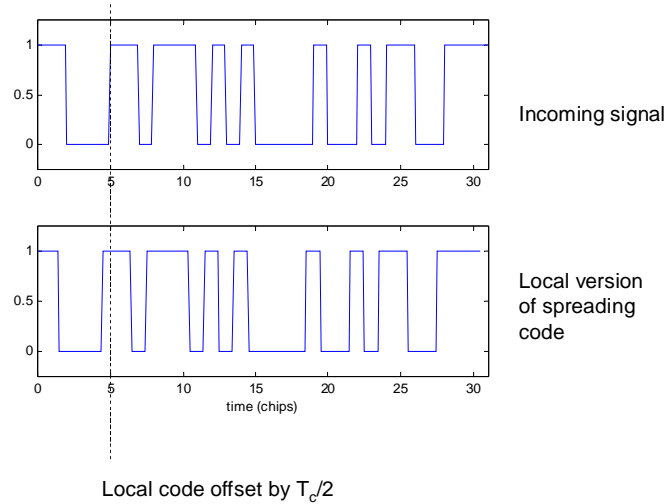 1
0.5
0
0 5 10 15 20 25 30
Incoming signal
1
0.5
0
0 5 10 15 20 25 30
time (chips)
Local version
of spreading
code
Local code offset by Tc/2